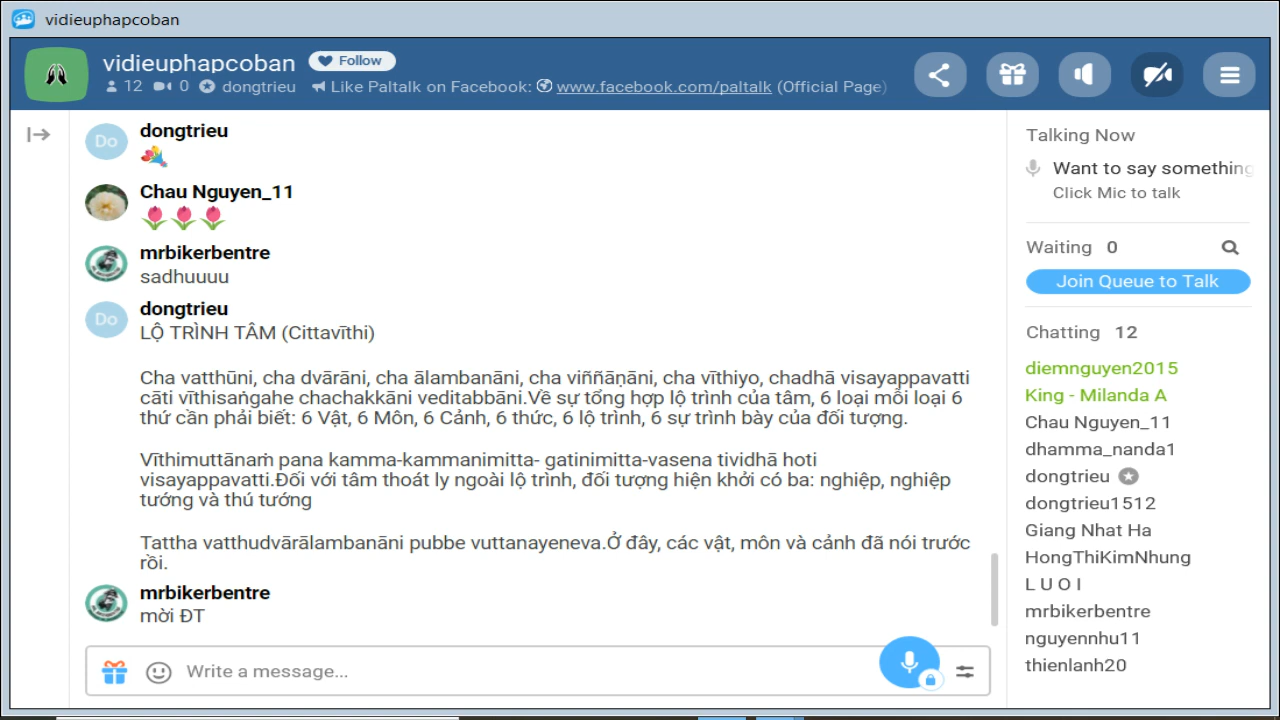 vidieuphapcoban
vidieuphapcoban
Follow
12 0 dongtrieu Like Paltalk on Facebook: www.facebook.com/paltalk (Official Page)
dongtrieu
Do
Chau Nguyen_11
mrbikerbentre
sadhuuuu
dongtrieu
Do
LỘ TRÌNH TÂM (Cittavīthi)
Cha vatthūni, cha dvārāni, cha ālambanāni, cha viññāṇāni, cha vīthiyo, chadhā visayappavatti
cāti vīthisaṅgahe chachakkāni veditabbāni.Về sự tổng hợp lộ trình của tâm, 6 loại mỗi loại 6
thứ cần phải biết: 6 Vật, 6 Môn, 6 Cảnh, 6 thức, 6 lộ trình, 6 sự trình bày của đối tượng.
Vīthimuttānaṁ pana kamma-kammanimitta- gatinimitta-vasena tividhā hoti
visayappavatti.Đối với tâm thoát ly ngoài lộ trình, đối tượng hiện khởi có ba: nghiệp, nghiệp
tướng và thú tướng
Tattha vatthudvārālambanāni pubbe vuttanayeneva.Ở đây, các vật, môn và cảnh đã nói trước
rồi.
mrbikerbentre
mời ĐT
Write a message...
Talking Now
Want to say something
Click Mic to talk
Waiting 0
Join Queue to Talk
Chatting 12
diemnguyen2015
King - Milanda A
Chau Nguyen_11
dhamma_nanda1
dongtrieu
dongtrieu1512
Giang Nhat Ha
HongThiKimNhung
L U O I
mrbikerbentre
nguyennhu11
thienlanh20